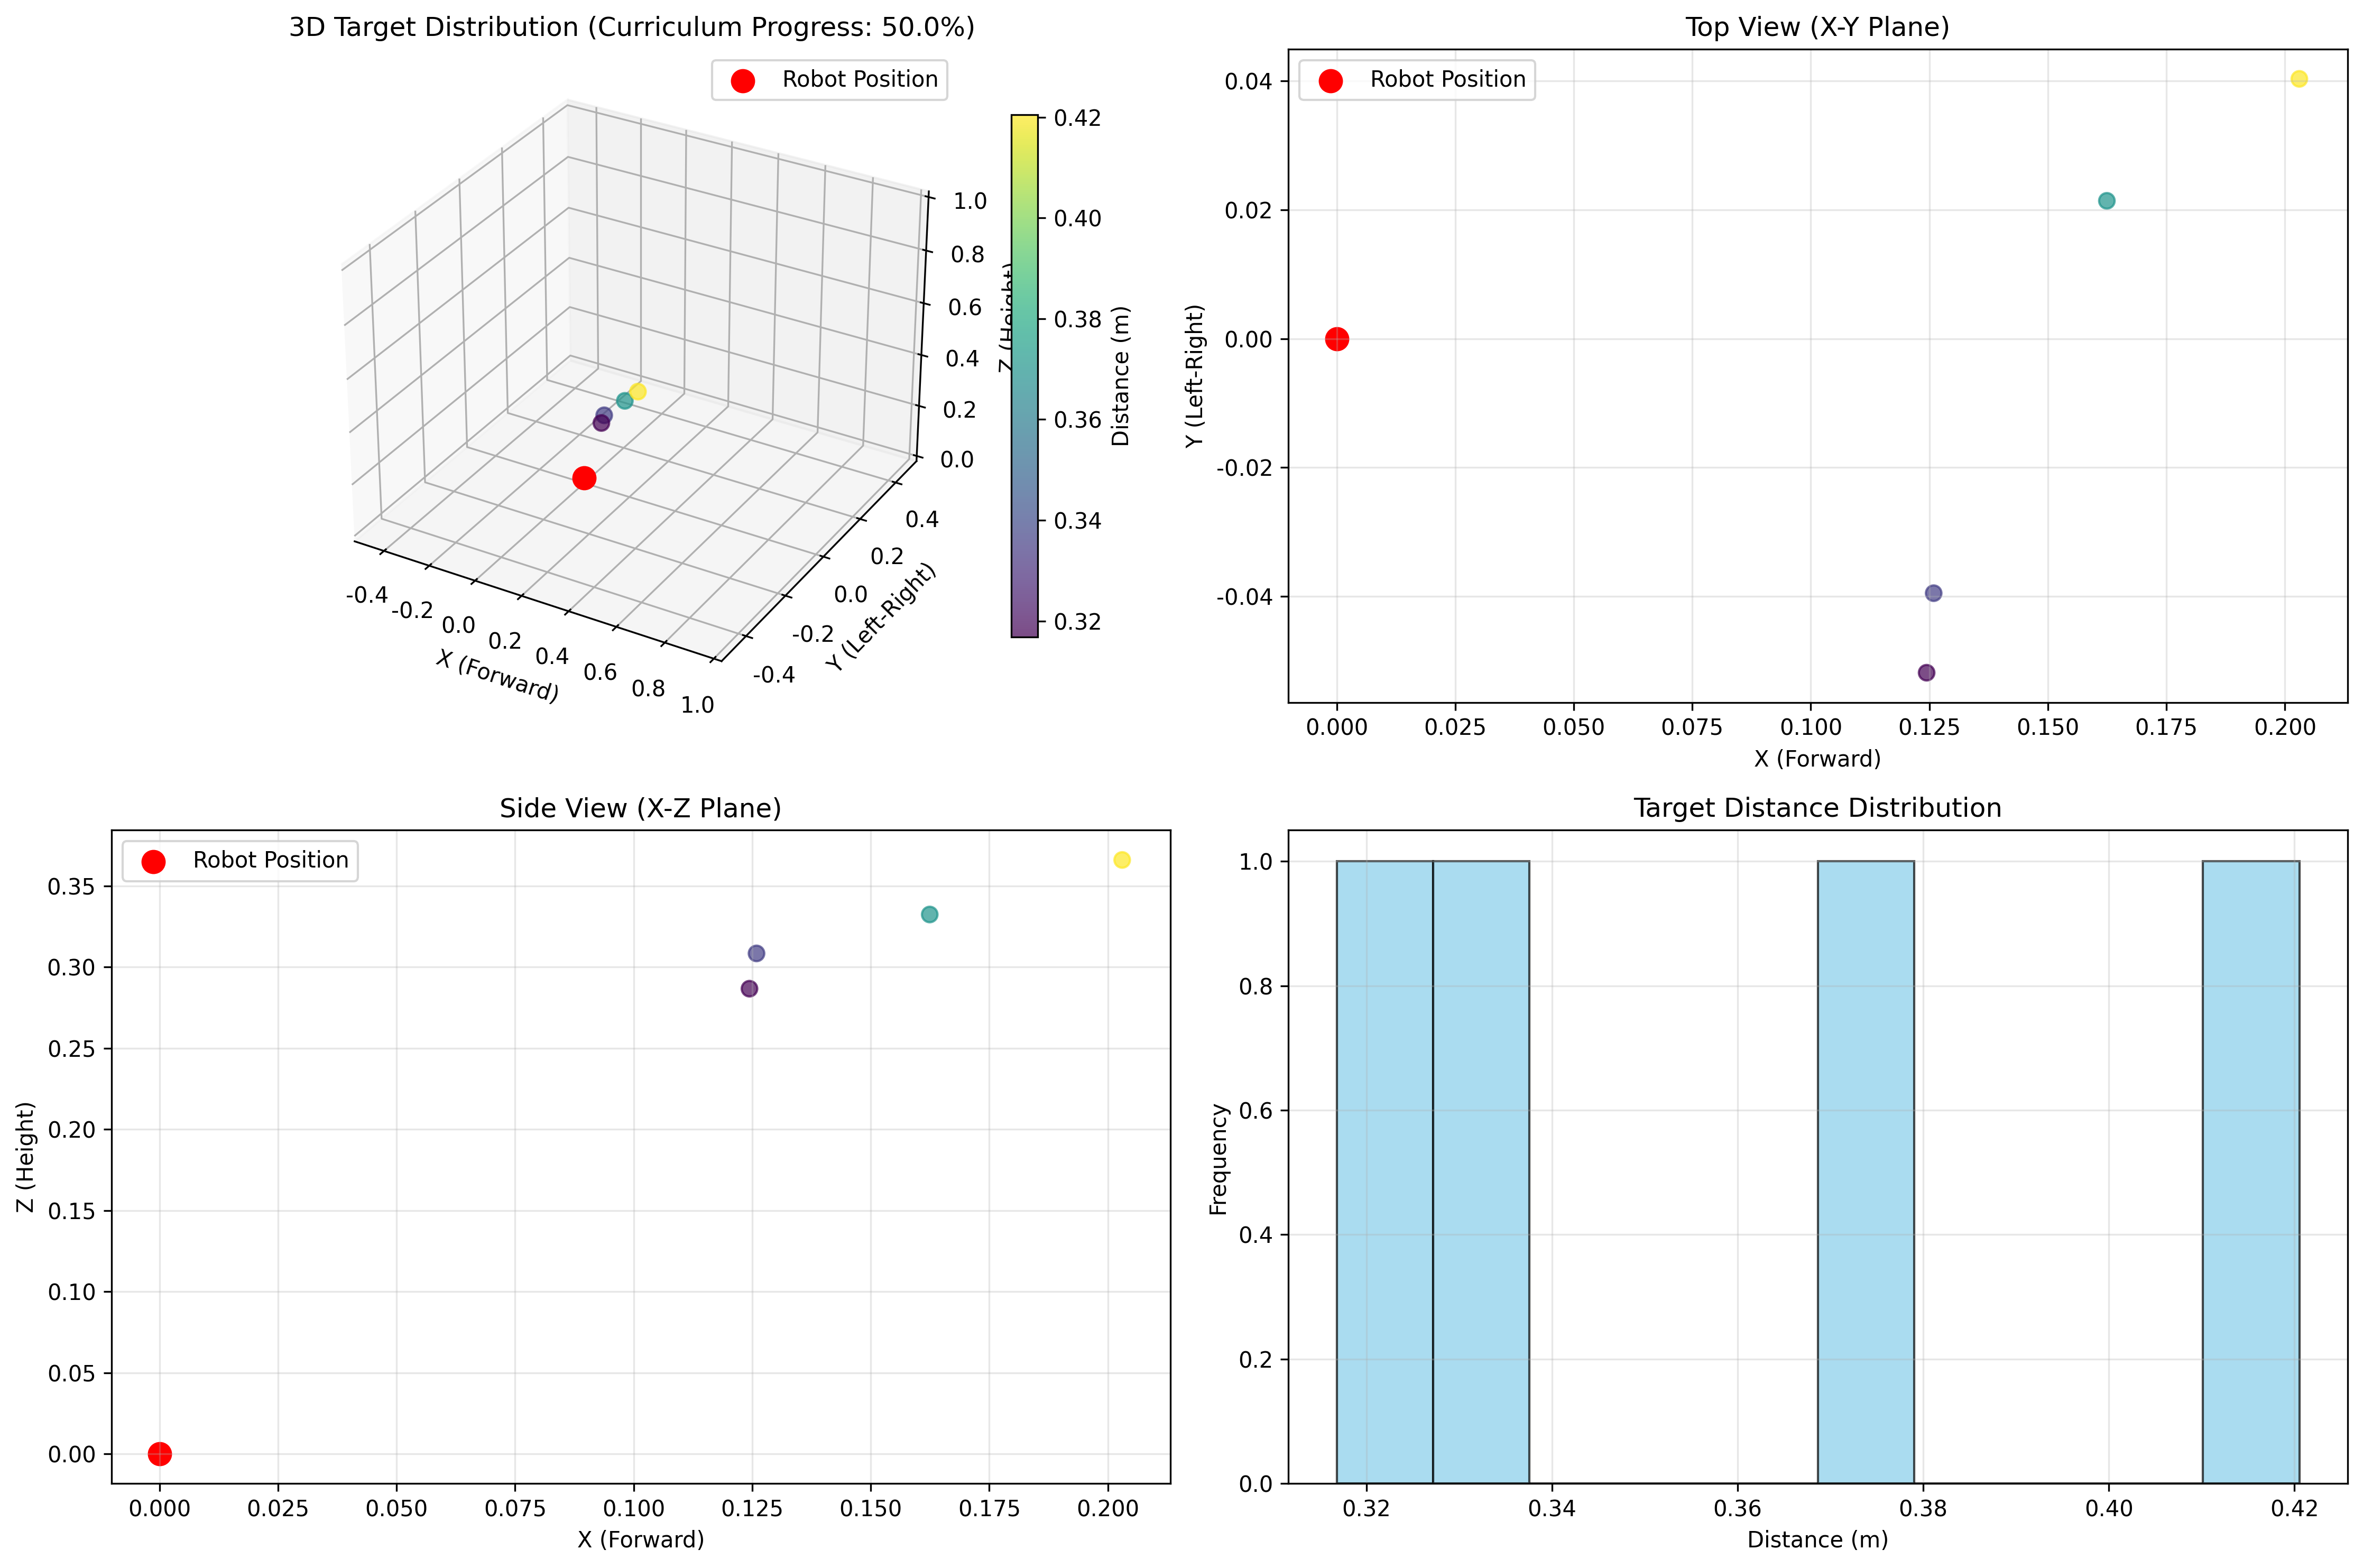 3D Target Distribution (Curriculum Progress: 50.0%)
Robot Position
1.0
0.8
0.6
0.4
0.2
0.0
Z (Height)
0.4
0.2
0.0
-0.2
-0.4
Y (Left-Right)
-0.4
-0.2
0.0
0.2
0.4
0.6
0.8
1.0
X (Forward)
0.42
0.40
0.38
0.36
0.34
0.32
Distance (m)
Top View (X-Y Plane)
Robot Position
0.04
0.02
0.00
-0.02
-0.04
Y (Left-Right)
0.000 0.025 0.050 0.075 0.100 0.125 0.150 0.175 0.200
X (Forward)
Side View (X-Z Plane)
Robot Position
0.35
0.30
0.25
0.20
0.15
0.10
0.05
0.00
Z (Height)
0.000 0.025 0.050 0.075 0.100 0.125 0.150 0.175 0.200
X (Forward)
Target Distance Distribution
1.0
0.8
0.6
0.4
0.2
0.0
Frequency
0.32 0.34 0.36 0.38 0.40 0.42
Distance (m)